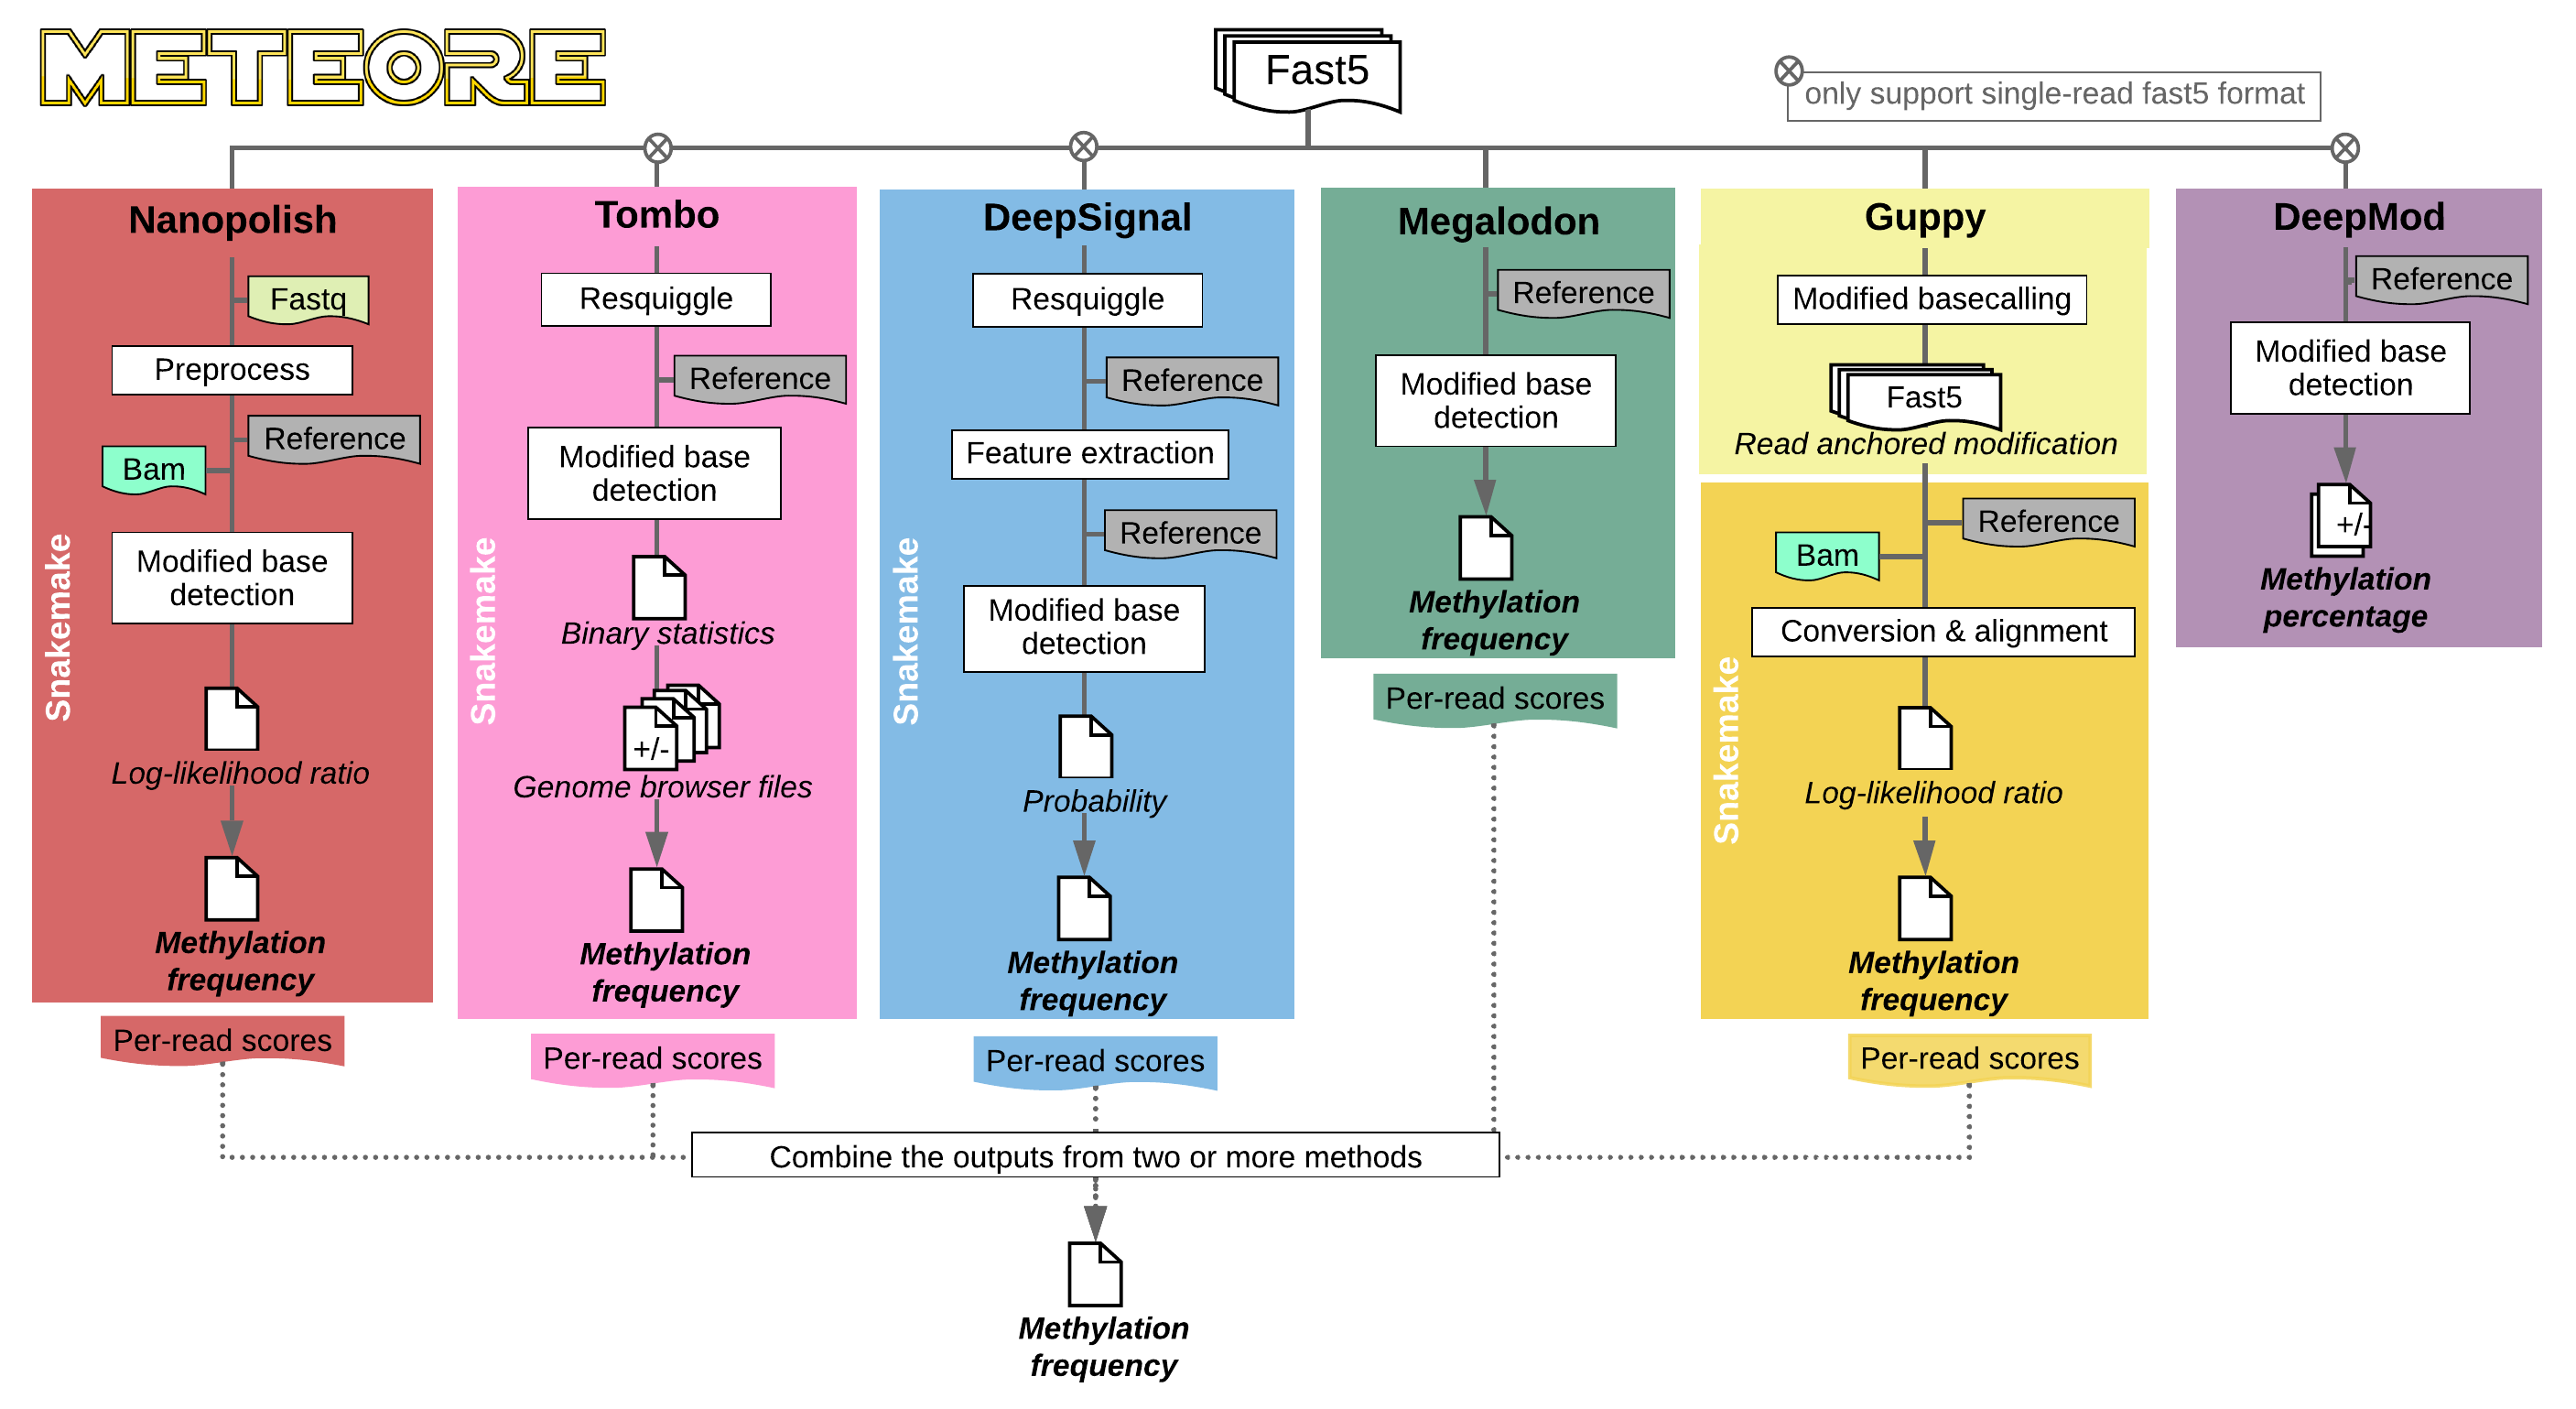 METEORE
Fast5
only support single-read fast5 format
Nanopolish
Fastq
Preprocess
Reference
Bam
Modified base
detection
Log-likelihood ratio
Methylation
frequency
Snakemake
Per-read scores
Tombo
Resquiggle
Reference
Modified base
detection
Binary statistics
+/-
Genome browser files
Methylation
frequency
Snakemake
Per-read scores
DeepSignal
Resquiggle
Reference
Feature extraction
Reference
Modified base
detection
Probability
Methylation
frequency
Snakemake
Per-read scores
Megalodon
Reference
Modified base
detection
Methylation
frequency
Per-read scores
Guppy
Modified basecalling
Fast5
Read anchored modification
Reference
Bam
Conversion & alignment
Log-likelihood ratio
Methylation
frequency
Snakemake
Per-read scores
DeepMod
Reference
Modified base
detection
+/-
Methylation
percentage
Combine the outputs from two or more methods
Methylation
frequency